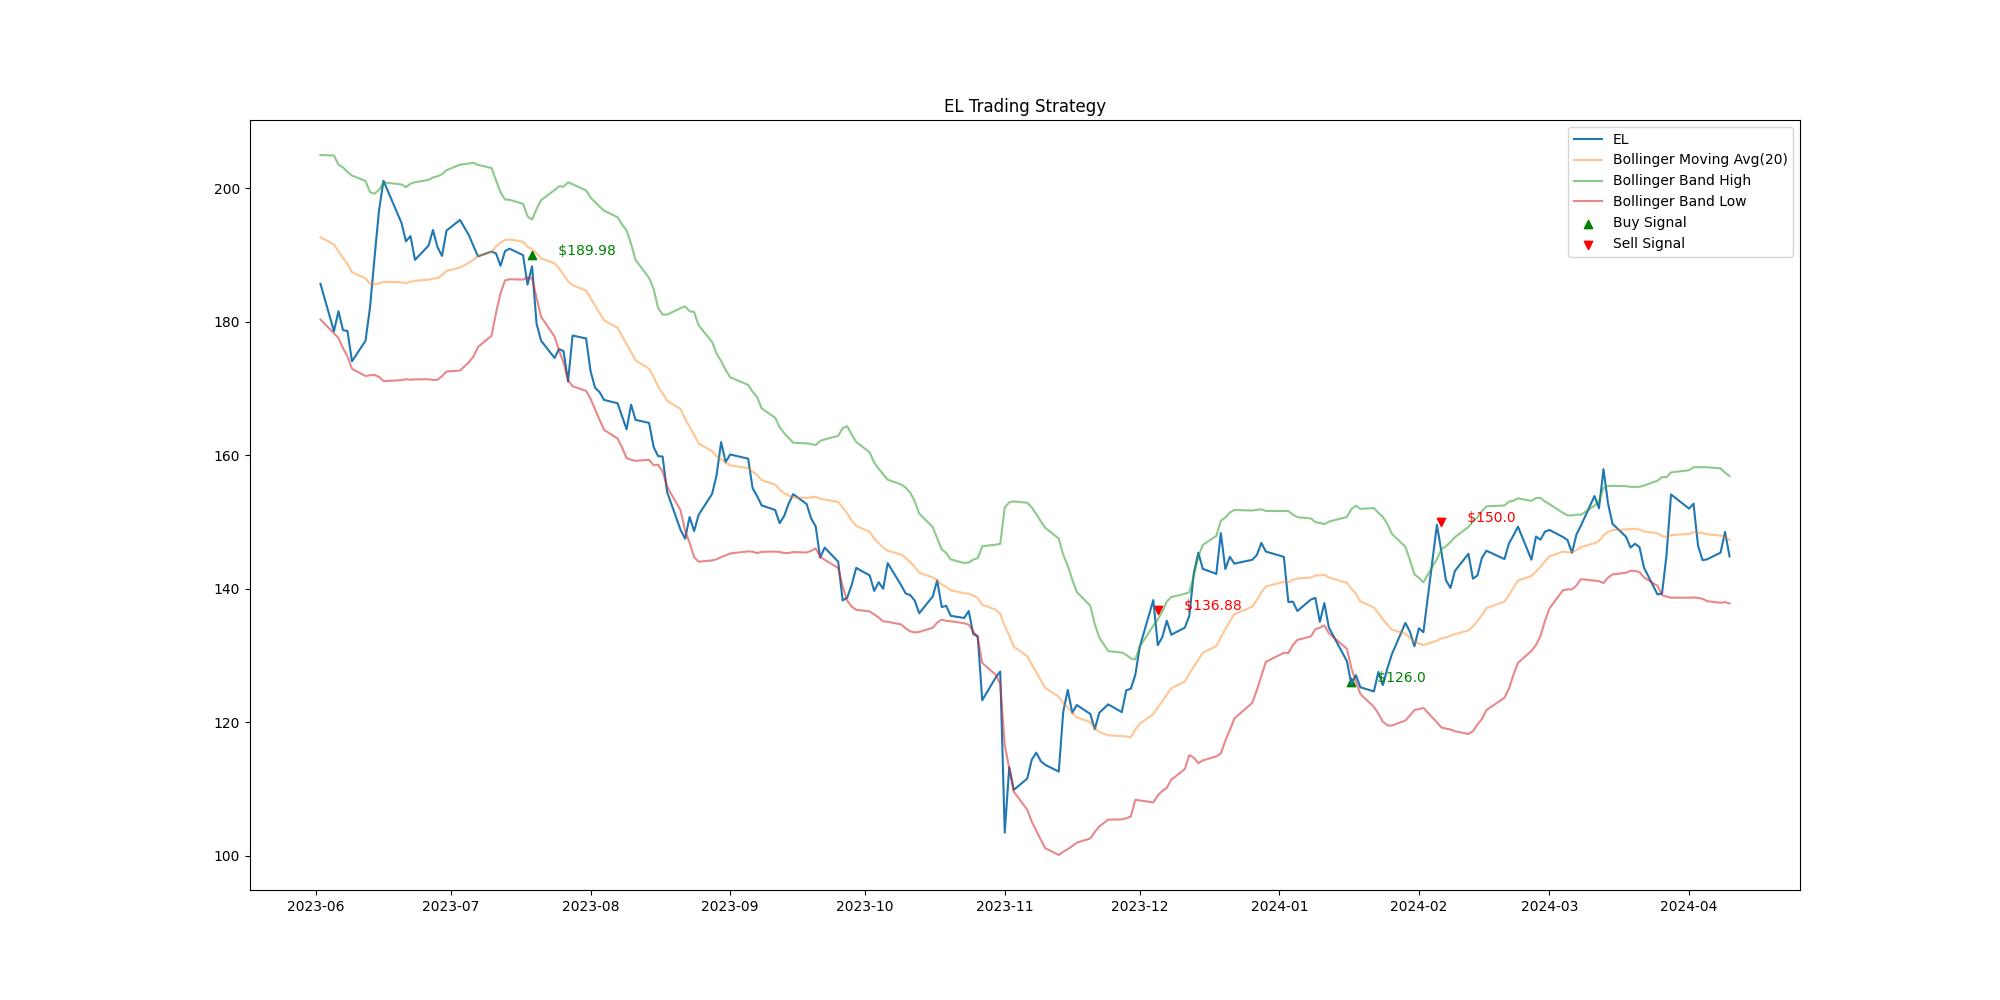 EL Trading Strategy
EL
Bollinger Moving Avg(20)
Bollinger Band High
Bollinger Band Low
Buy Signal
Sell Signal
200
180
160
140
120
100
$189.98
$150.0
$136.88
$126.0
2023-06 2023-07 2023-08 2023-09 2023-10 2023-11 2023-12 2024-01 2024-02 2024-03 2024-04